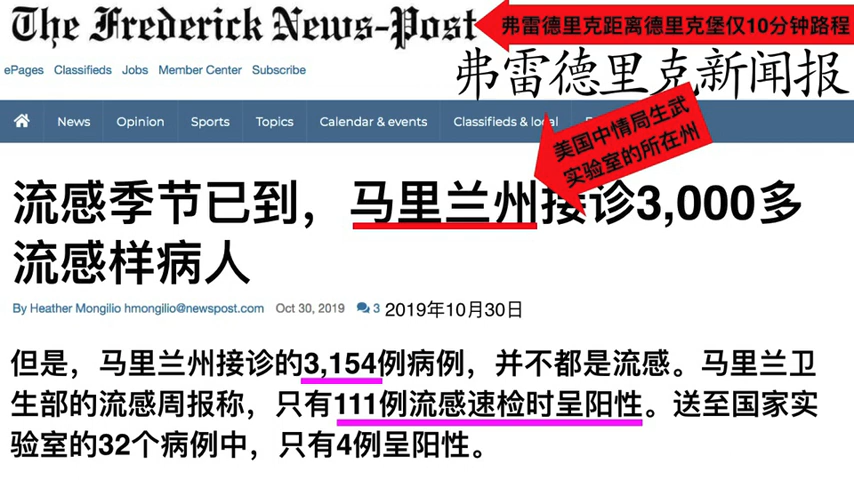 The Frederick News-Post
弗雷德里克距离德里克堡仅10分钟路程
ePages Classifieds Jobs Member Center Subscribe
弗雷德里克新闻报
News Opinion Sports Topics Calendar & events Classifieds & local
美国中情局生武
实验室的所在州
流感季节已到，马里兰州接诊3,000多
流感样病人
By Heather Mongilio hmongilio@newspost.com Oct 30, 2019 3 2019年10月30日
但是，马里兰州接诊的3,154例病例，并不都是流感。马里兰卫
生部的流感周报称，只有111例流感速检时呈阳性。送至国家实
验室的32个病例中，只有4例呈阳性。